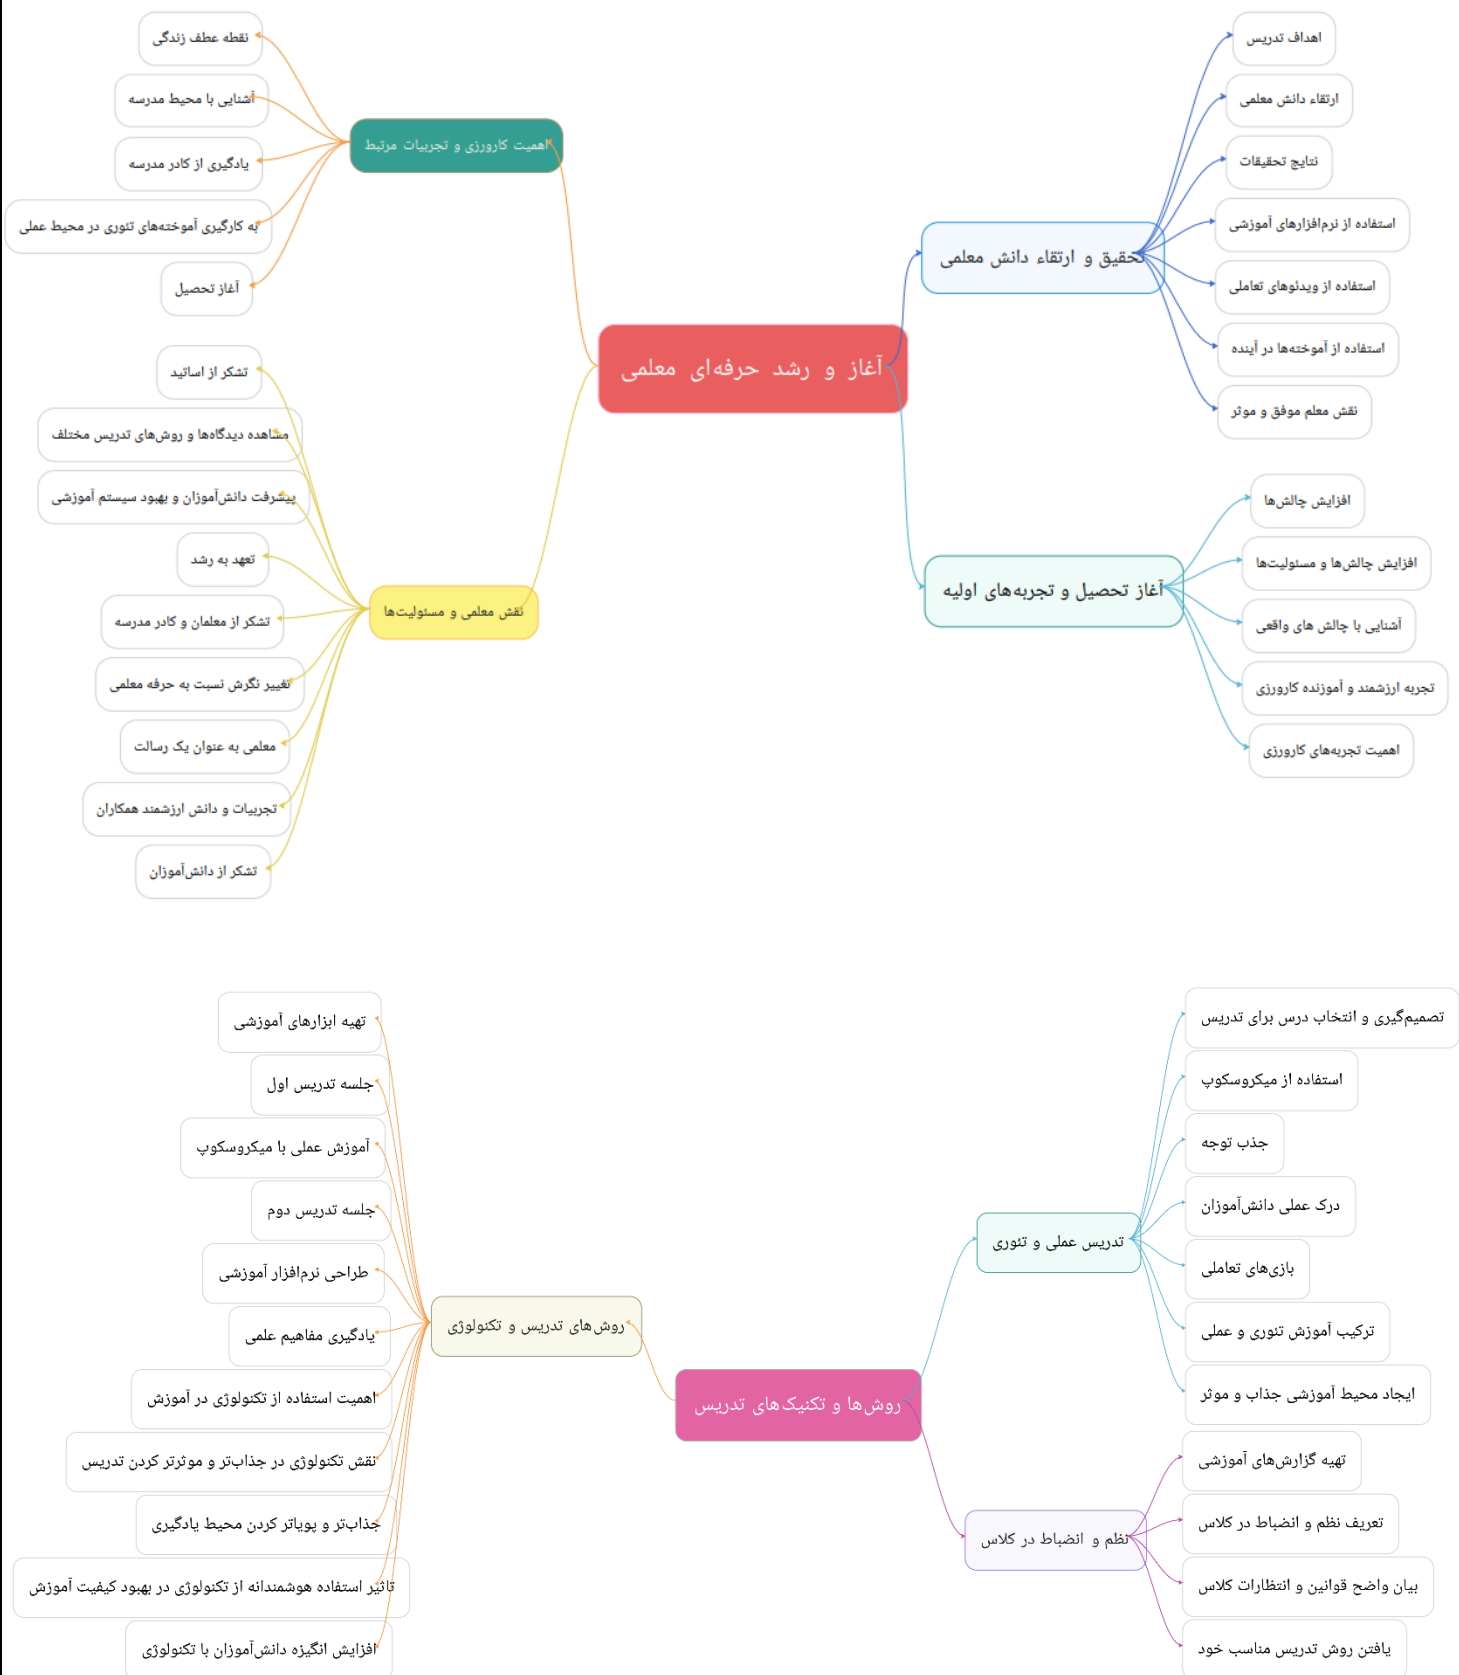 آغاز و رشد حرفه‌ای معلمی
تحقیق و ارتقاء دانش معلمی
اهداف تدریس
ارتقاء دانش معلمی
نتایج تحقیقات
استفاده از نرم‌افزارهای آموزشی
استفاده از ویدئوهای تعاملی
استفاده از آموخته‌ها در آینده
نقش معلم موفق و موثر
آغاز تحصیل و تجربه‌های اولیه
افزایش چالش‌ها
افزایش چالش‌ها و مسئولیت‌ها
آشنایی با چالش های واقعی
تجربه ارزشمند و آموزنده کارورزی
اهمیت تجربه‌های کارورزی
اهمیت کارورزی و تجربیات مرتبط
نقطه عطف زندگی
آشنایی با محیط مدرسه
یادگیری از کادر مدرسه
به کارگیری آموخته‌های تئوری در محیط عملی
آغاز تحصیل
نقش معلمی و مسئولیت‌ها
تشکر از اساتید
مشاهده دیدگاه‌ها و روش‌های تدریس مختلف
پیشرفت دانش‌آموزان و بهبود سیستم آموزشی
تعهد به رشد
تشکر از معلمان و کادر مدرسه
تغییر نگرش نسبت به حرفه معلمی
معلمی به عنوان یک رسالت
تجربیات و دانش ارزشمند همکاران
تشکر از دانش‌آموزان
روش‌ها و تکنیک‌های تدریس
تدریس عملی و تئوری
تصمیم‌گیری و انتخاب درس برای تدریس
استفاده از میکروسکوپ
جذب توجه
درک عملی دانش‌آموزان
بازی‌های تعاملی
ترکیب آموزش تئوری و عملی
ایجاد محیط آموزشی جذاب و موثر
نظم و انضباط در کلاس
تهیه گزارش‌های آموزشی
تعریف نظم و انضباط در کلاس
بیان واضح قوانین و انتظارات کلاس
یافتن روش تدریس مناسب خود
روش‌های تدریس و تکنولوژی
تهیه ابزارهای آموزشی
جلسه تدریس اول
آموزش عملی با میکروسکوپ
جلسه تدریس دوم
طراحی نرم‌افزار آموزشی
یادگیری مفاهیم علمی
اهمیت استفاده از تکنولوژی در آموزش
نقش تکنولوژی در جذاب‌تر و موثرتر کردن تدریس
جذاب‌تر و پویاتر کردن محیط یادگیری
تاثیر استفاده هوشمندانه از تکنولوژی در بهبود کیفیت آموزش
افزایش انگیزه دانش‌آموزان با تکنولوژی